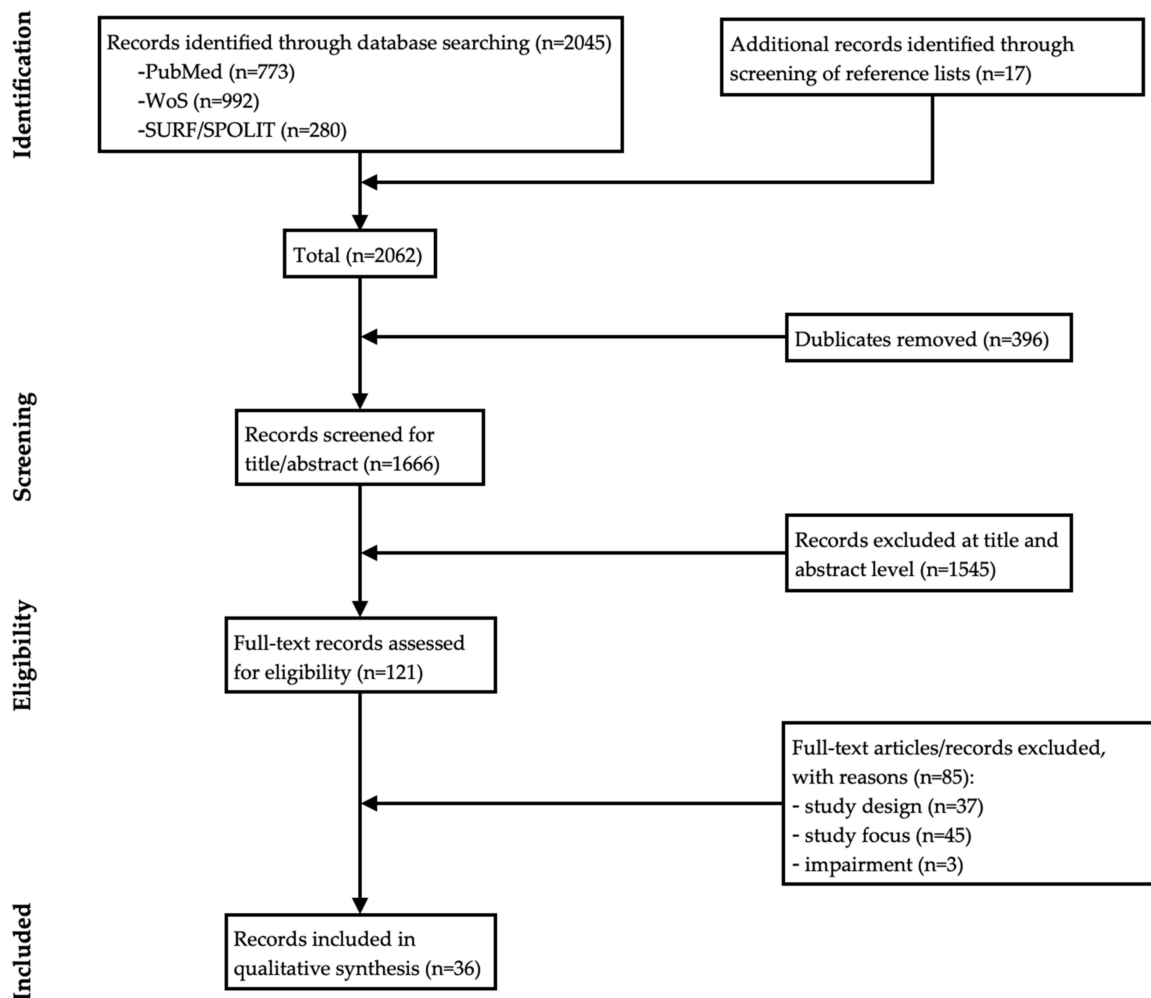 Identification
Records identified through database searching (n=2045)
-PubMed (n=773)
-WoS (n=992)
-SURF/SPOLIT (n=280)
Additional records identified through
screening of reference lists (n=17)
Total (n=2062)
Dublicates removed (n=396)
Screening
Records screened for
title/abstract (n=1666)
Records excluded at title and
abstract level (n=1545)
Eligibility
Full-text records assessed
for eligibility (n=121)
Full-text articles/records excluded,
with reasons (n=85):
- study design (n=37)
- study focus (n=45)
- impairment (n=3)
Included
Records included in
qualitative synthesis (n=36)